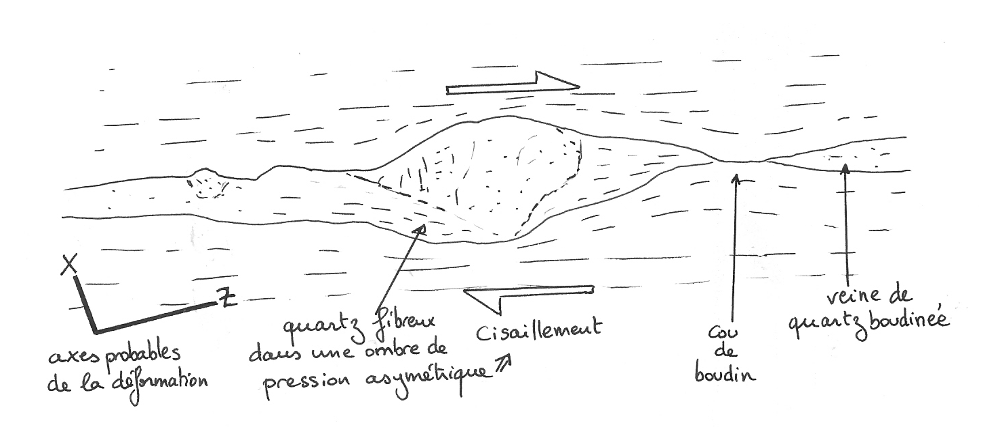 X
Z
axes probables
de la déformation
quartz fibreux
dans une ombre de
pression asymétrique
Cisaillement
cou
de
boudin
veine de
quartz boudineé